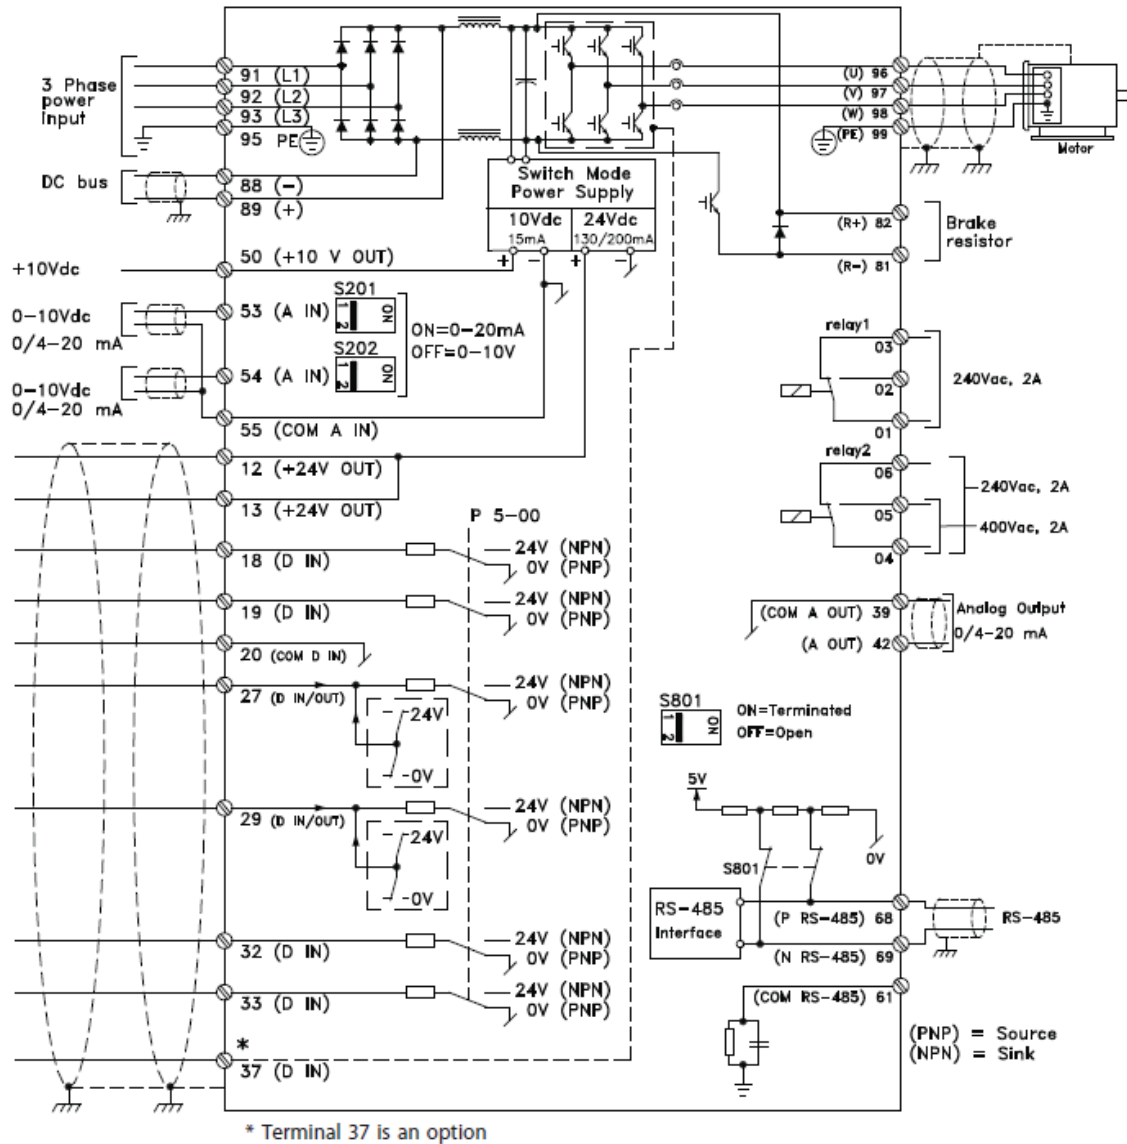 3 Phase
power
input
91 (L1)
92 (L2)
93 (L3)
95 PE
DC bus
88 (-)
89 (+)
Switch Mode
Power Supply
10Vdc
15mA
24Vdc
130/200mA
+ - + -
(U) 96
(V) 97
(W) 98
(PE) 99
Motor
(R+) 82
(R-) 81
Brake
resistor
+10Vdc
50 (+10 V OUT)
0-10Vdc
0/4-20 mA
53 (A IN)
S201
1 2
ON
ON=0-20mA
OFF=0-10V
0-10Vdc
0/4-20 mA
54 (A IN)
S202
1 2
ON
55 (COM A IN)
12 (+24V OUT)
13 (+24V OUT)
relay1
03
02
01
240Vac, 2A
relay2
06
05
04
240Vac, 2A
400Vac, 2A
P 5-00
18 (D IN)
24V (NPN)
0V (PNP)
19 (D IN)
24V (NPN)
0V (PNP)
20 (COM D IN)
27 (D IN/OUT)
24V (NPN)
0V (PNP)
24V
0V
29 (D IN/OUT)
24V (NPN)
0V (PNP)
24V
0V
32 (D IN)
24V (NPN)
0V (PNP)
33 (D IN)
24V (NPN)
0V (PNP)
*
37 (D IN)
(COM A OUT) 39
(A OUT) 42
Analog Output
0/4-20 mA
S801
1 2
ON
ON=Terminated
OFF=Open
5V
0V
S801
RS-485
Interface
(P RS-485) 68
(N RS-485) 69
RS-485
(COM RS-485) 61
(PNP) = Source
(NPN) = Sink
* Terminal 37 is an option